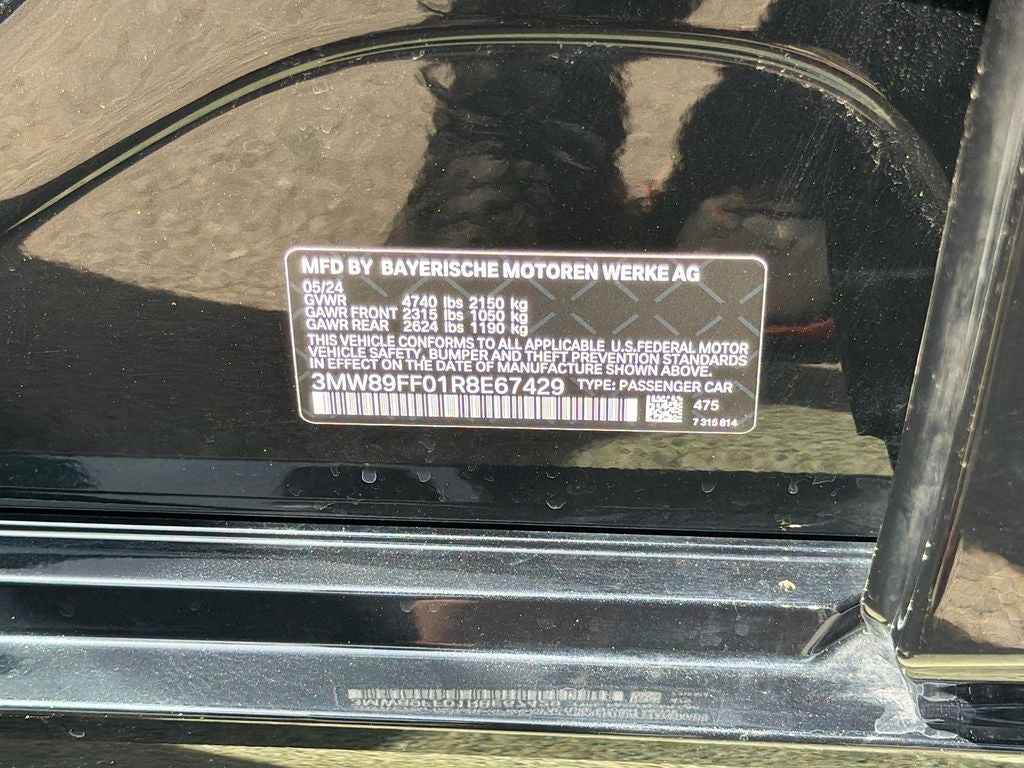 MFD BY BAYERISCHE MOTOREN WERKE AG
05/24
GVWR 4740 lbs 2150 kg
GAWR FRONT 2315 lbs 1050 kg
GAWR REAR 2624 lbs 1190 kg
THIS VEHICLE CONFORMS TO ALL APPLICABLE U.S.FEDERAL MOTOR
VEHICLE SAFETY, BUMPER AND THEFT PREVENTION STANDARDS
IN EFFECT ON THE DATE OF MANUFACTURE SHOWN ABOVE.
3MW89FF01R8E67429 TYPE: PASSENGER CAR
475
7 315 814